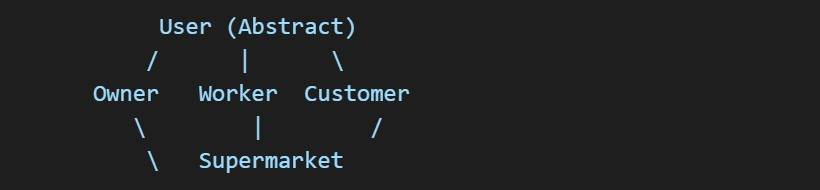 User (Abstract)
/ | \
Owner Worker Customer
\ | /
\ Supermarket